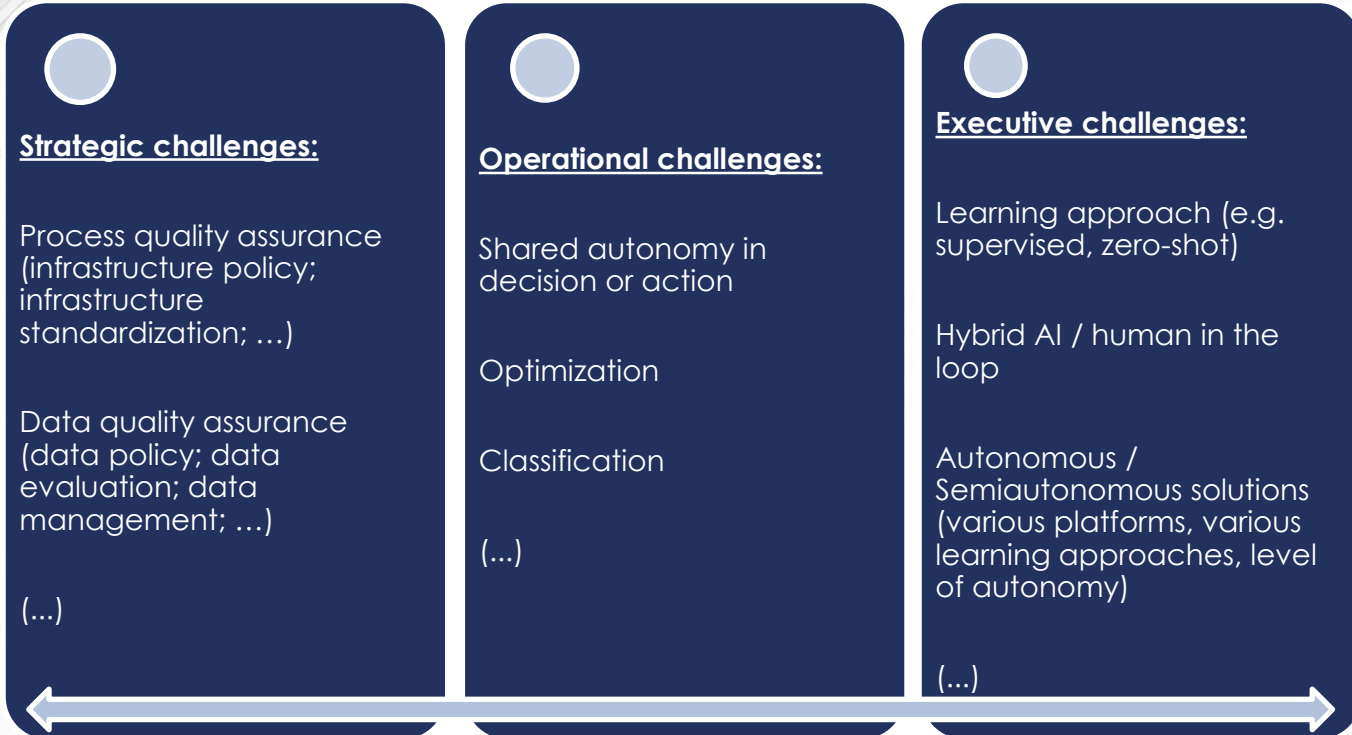 Strategic challenges:
Process quality assurance
(infrastructure policy;
infrastructure
standardization; …)
Data quality assurance
(data policy; data
evaluation; data
management; …)
(...)
Operational challenges:
Shared autonomy in
decision or action
Optimization
Classification
(...)
Executive challenges:
Learning approach (e.g.
supervised, zero-shot)
Hybrid AI / human in the
loop
Autonomous /
Semiautonomous solutions
(various platforms, various
learning approaches, level
of autonomy)
(...)